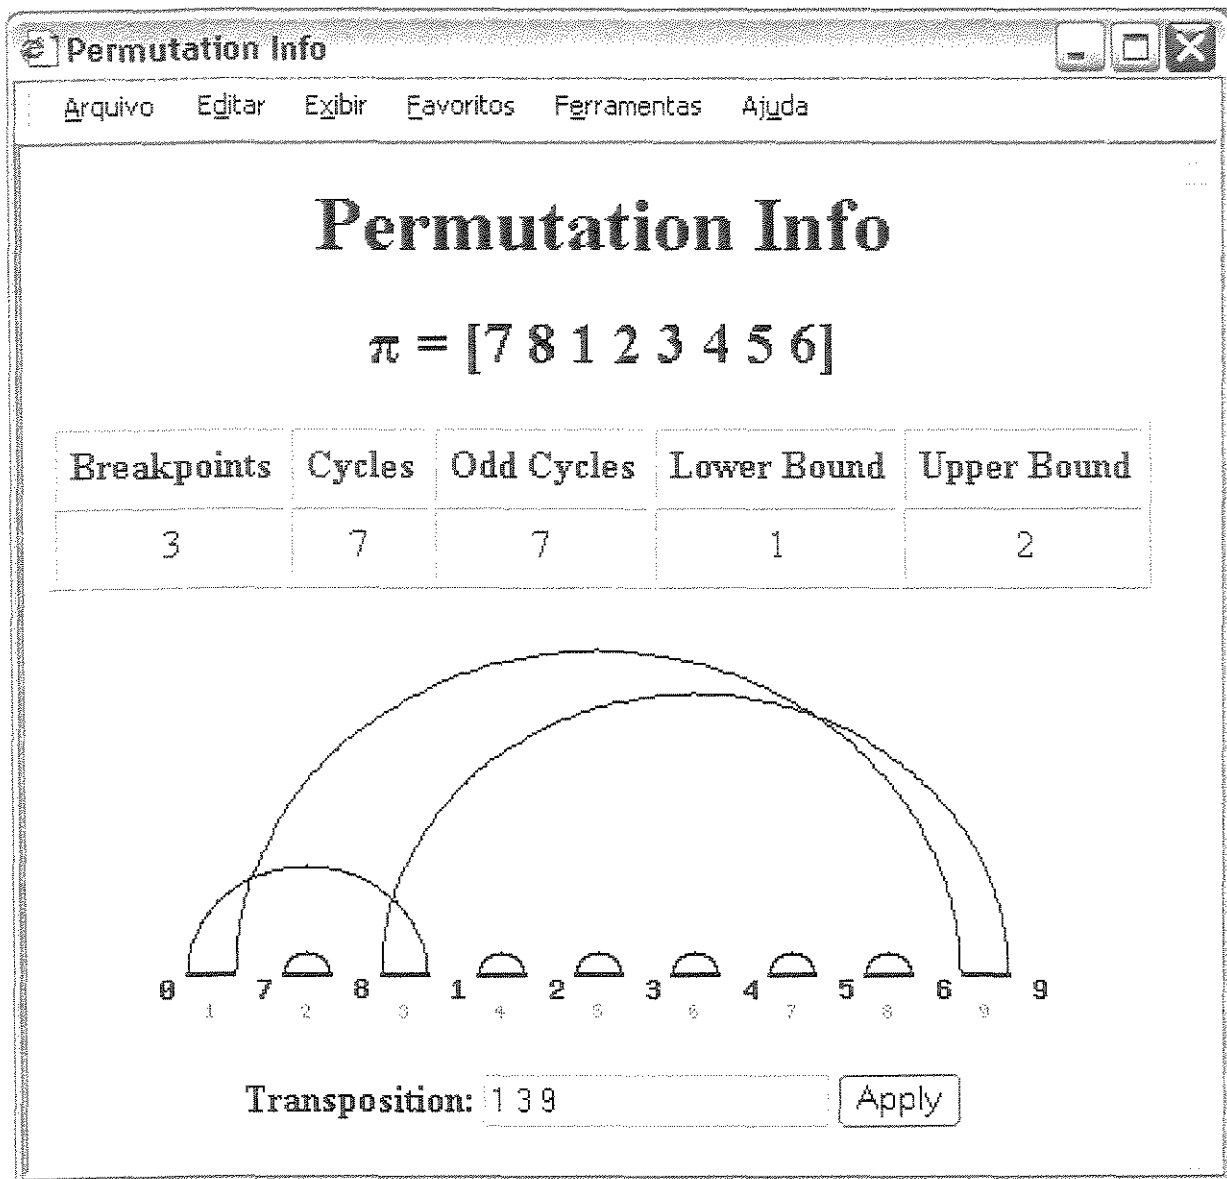 Permutation Info
Arquivo Editar Exibir Favoritos Ferramentas Ajuda
Permutation Info
π = [7 8 1 2 3 4 5 6]
Breakpoints Cycles Odd Cycles Lower Bound Upper Bound
3 7 7 1 2
0 7 8 1 2 3 4 5 6 9
1 2 3 4 5 6 7 8 9
Transposition: 1 3 9 Apply